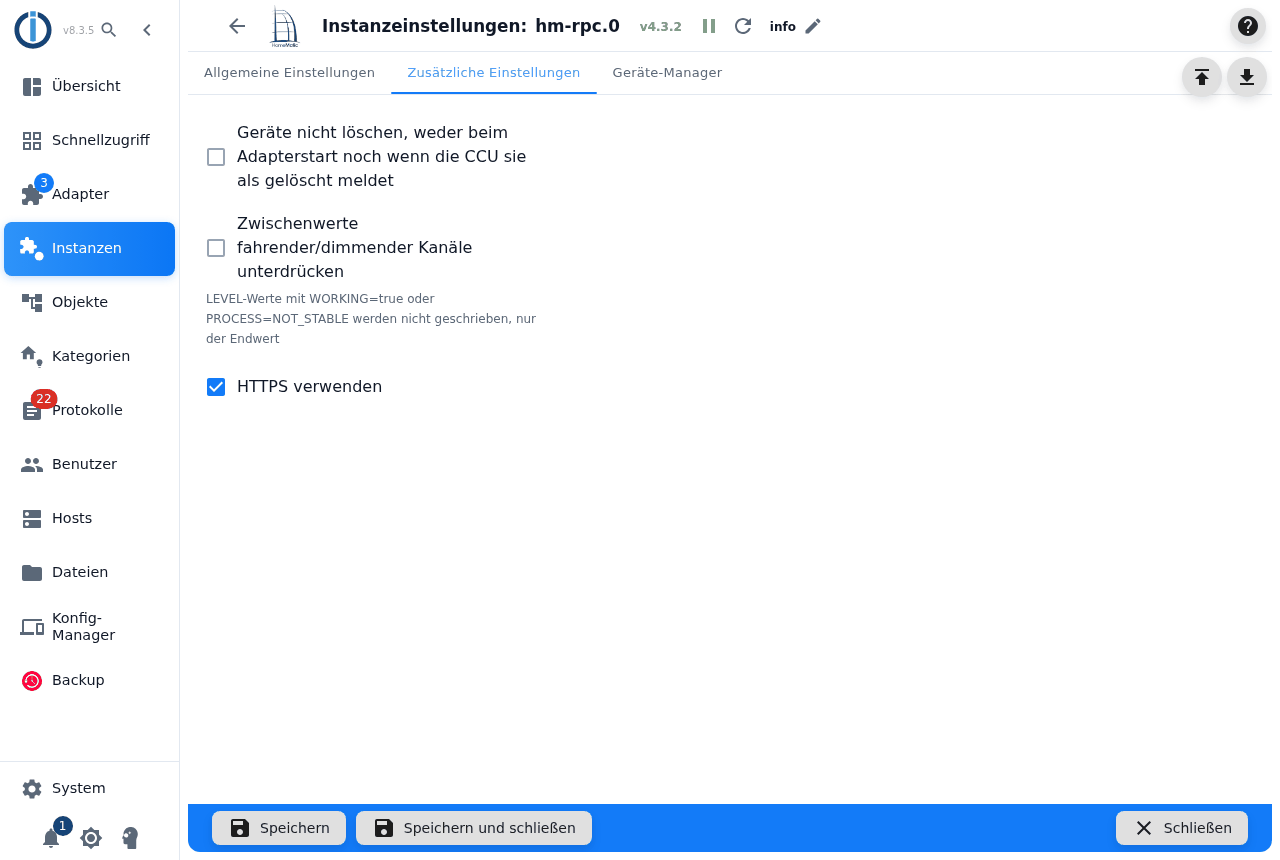 v8.3.5
Übersicht
Schnellzugriff
3
Adapter
Instanzen
Objekte
Kategorien
22
Protokolle
Benutzer
Hosts
Dateien
Konfig-
Manager
Backup
System
1
HomeMatic
Instanzeinstellungen: hm-rpc.0
v4.3.2
info
Allgemeine Einstellungen
Zusätzliche Einstellungen
Geräte-Manager
Geräte nicht löschen, weder beim
Adapterstart noch wenn die CCU sie
als gelöscht meldet
Zwischenwerte
fahrender/dimmender Kanäle
unterdrücken
LEVEL-Werte mit WORKING=true oder
PROCESS=NOT_STABLE werden nicht geschrieben, nur
der Endwert
HTTPS verwenden
Speichern
Speichern und schließen
Schließen